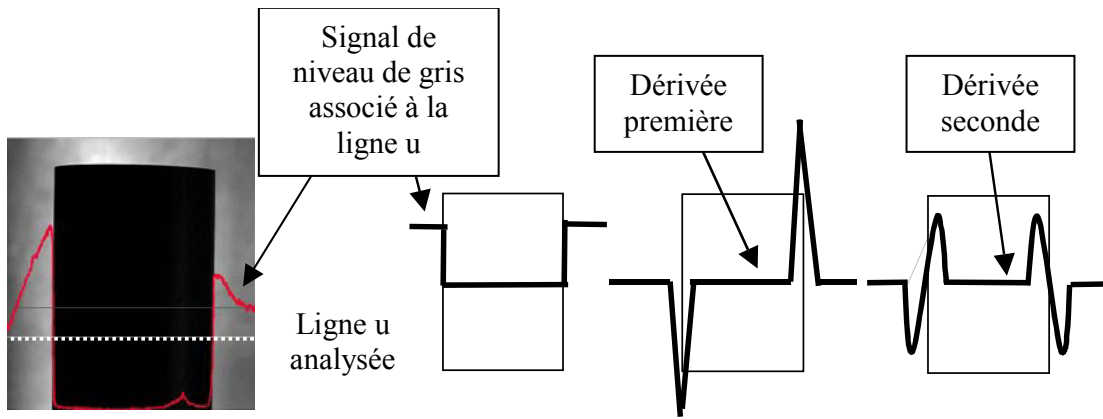 Signal de
niveau de gris
associé à la
ligne u
Dérivée
première
Dérivée
seconde
Ligne u
analysée